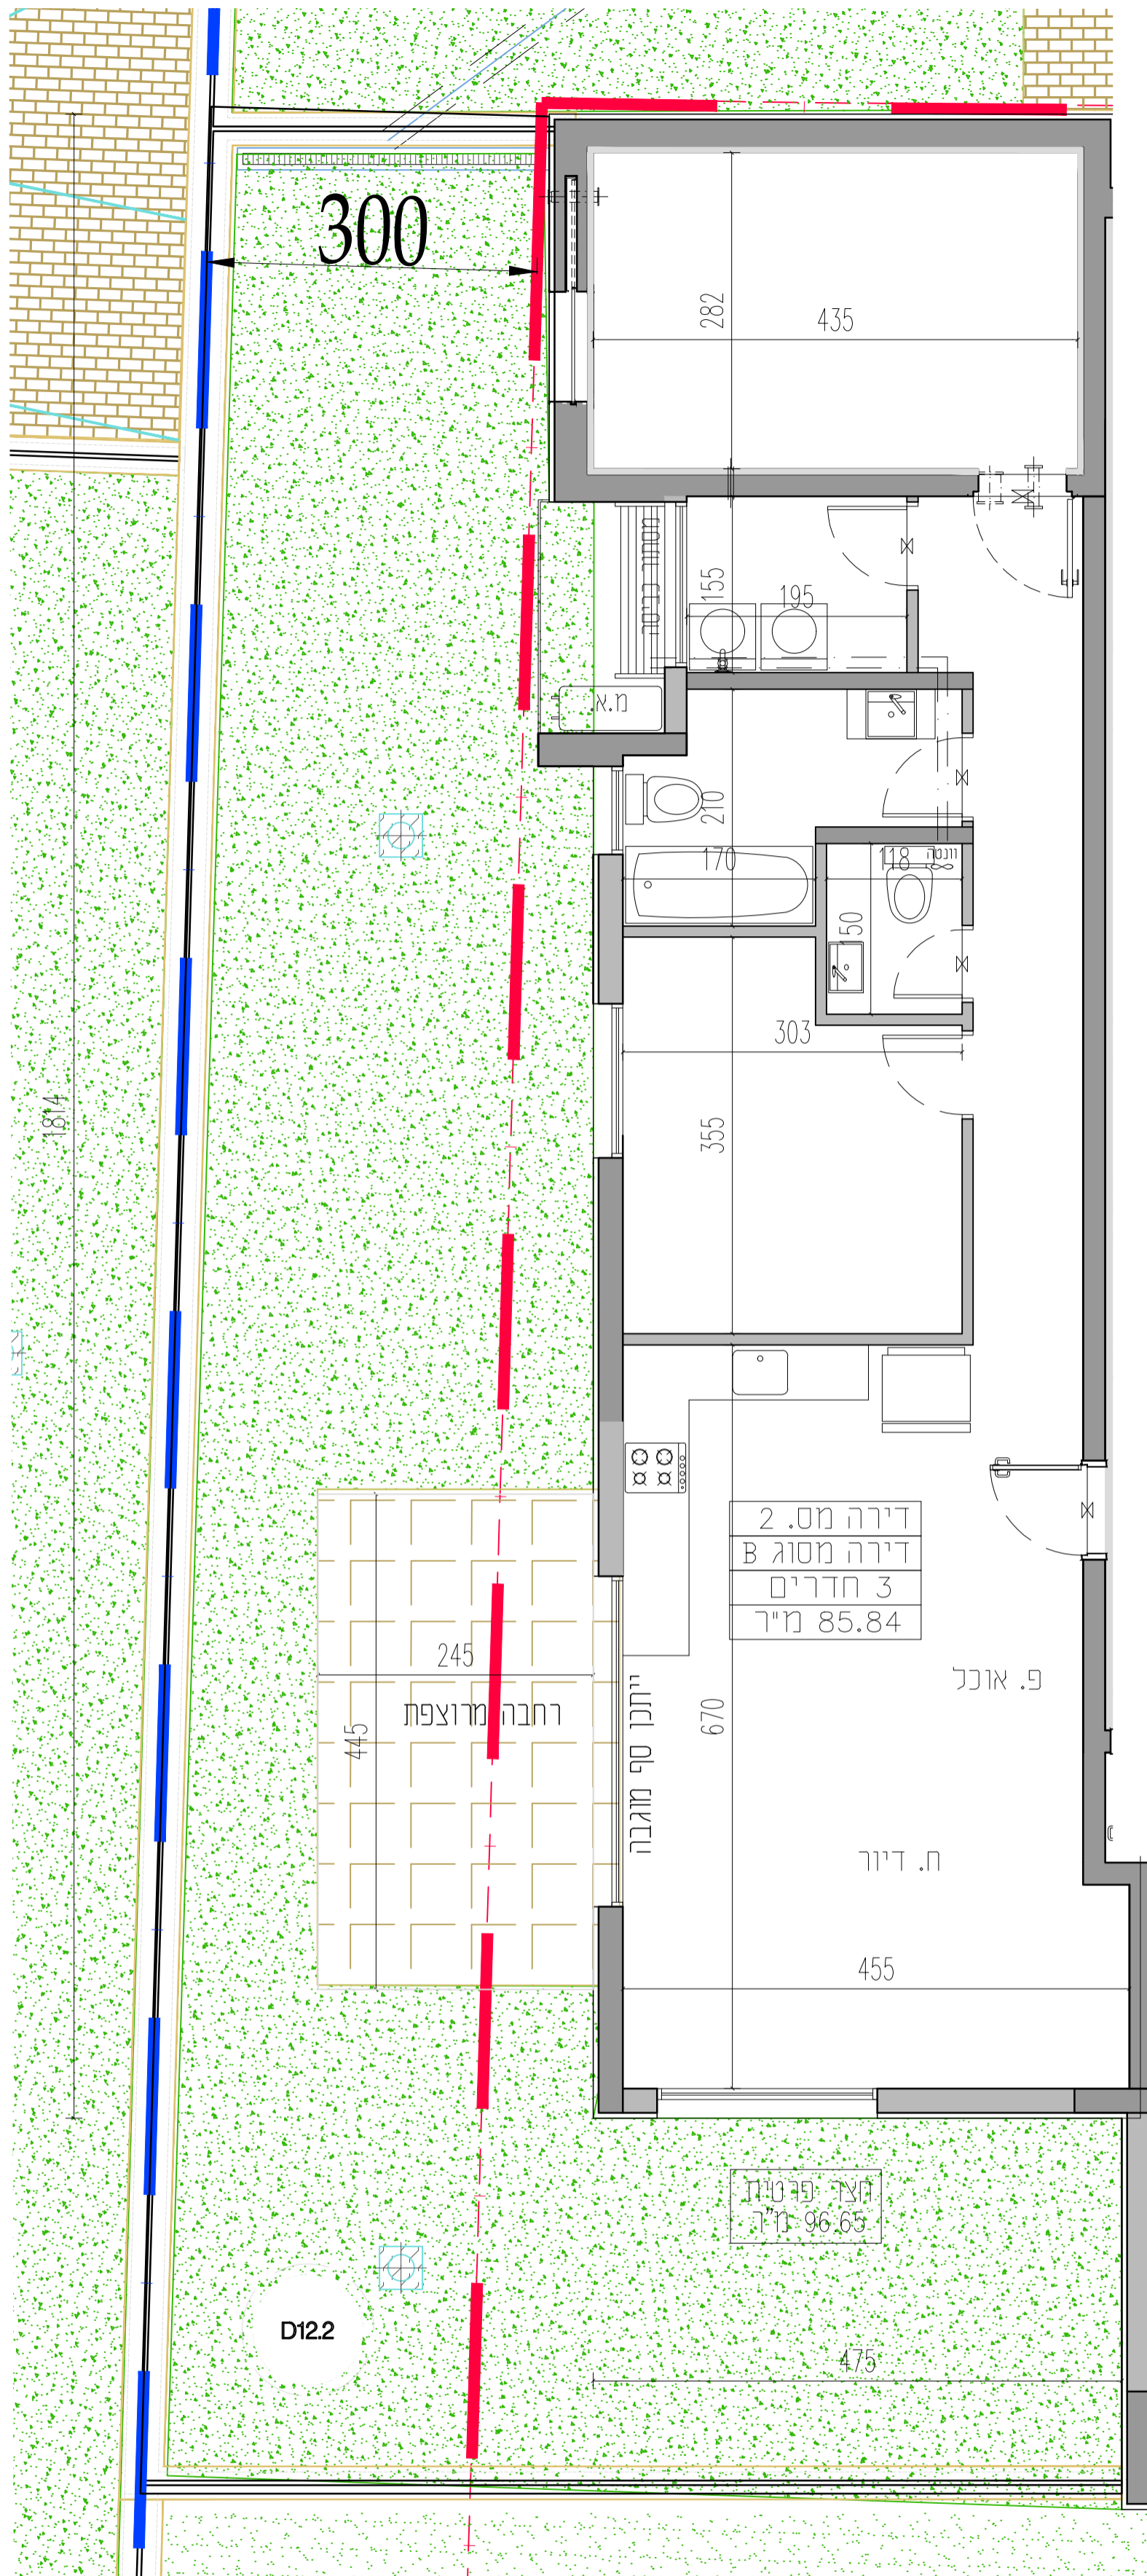 300
282
435
מסתור כביסה
155
195
מ.א.
210
170
118
וונטה
150
303
355
1814
דירה מס. 2
דירה מסוג B
3 חדרים
85.84 מ"ר
פ. אוכל
245
רחבה מרוצפת
445
ייתכן סף מוגבה
670
ח. דיור
455
חצר פרטית
96.65 מ"ר
D12.2
475